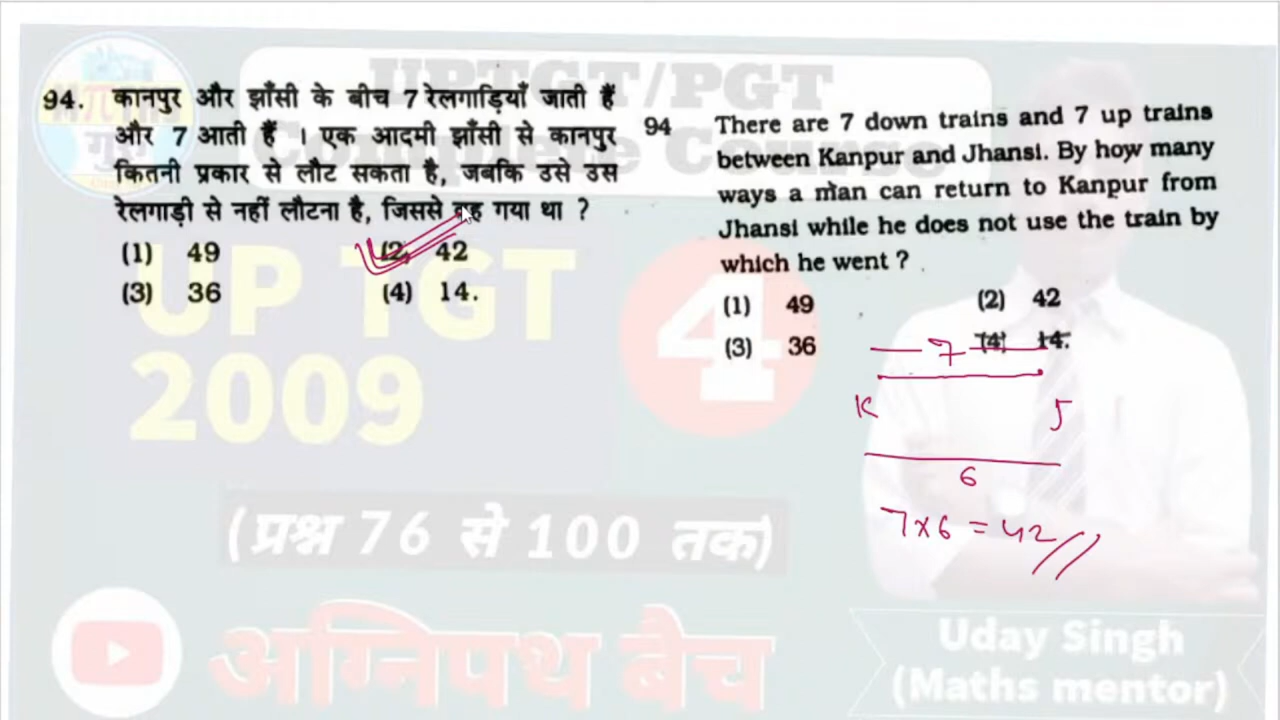 UPTGT/PGT
Complete Course
94. कानपुर और झाँसी के बीच 7 रेलगाड़ियाँ जाती हैं
और 7 आती हैं । एक आदमी झाँसी से कानपुर
कितनी प्रकार से लौट सकता है, जबकि उसे उस
रेलगाड़ी से नहीं लौटना है, जिससे वह गया था ?
(1) 49 (2) 42
(3) 36 (4) 14.
94 There are 7 down trains and 7 up trains
between Kanpur and Jhansi. By how many
ways a man can return to Kanpur from
Jhansi while he does not use the train by
which he went ?
(1) 49 (2) 42
(3) 36 (4) 14.
7
K J
6
7x6 = 42
UP TGT
2009
4
(प्रश्न 76 से 100 तक)
अग्निपथ बैच
Uday Singh
(Maths mentor)